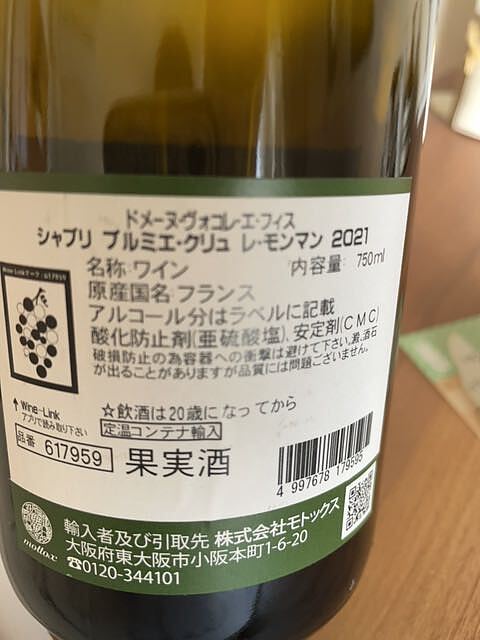 ドメーヌ・ヴォコレ・エ・フィス
シャブリ プルミエ・クリュ レ・モンマン 2021
名称:ワイン 内容量: 750ml
原産国名:フランス
アルコール分はラベルに記載
酸化防止剤(亜硫酸塩)、安定剤(CMC)
破損防止の為容器への衝撃は避けて下さい。澱、酒石
が出ることがありますが品質には問題ございません。
Wine Linkマーク:617959
↑Wine-Link
アプリで読み取り下さい
☆飲酒は20歳になってから
定温コンテナ輸入
品番 617959
果実酒
4 997678 179595
mottox
輸入者及び引取先 株式会社モトックス
大阪府東大阪市小阪本町1-6-20
☎0120-344101